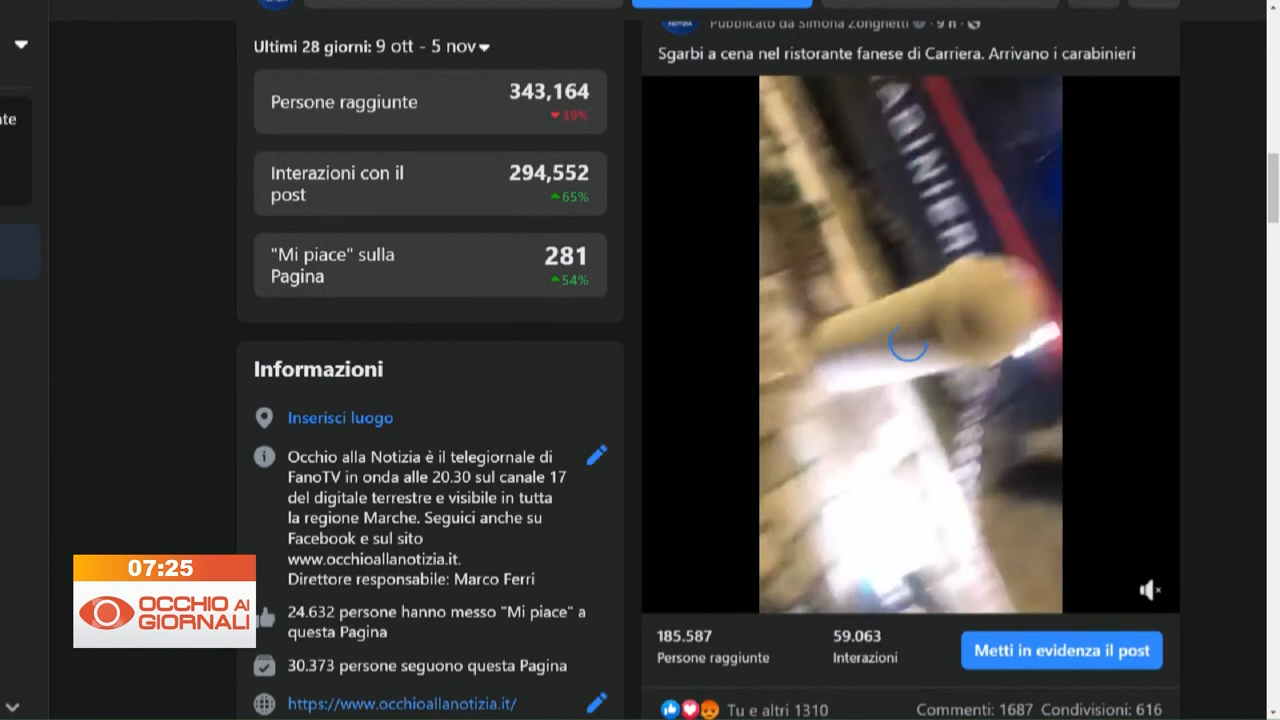 Pubblicato da Simona Zonghetti · 9 h ·
Ultimi 28 giorni: 9 ott - 5 nov
Sgarbi a cena nel ristorante fanese di Carriera. Arrivano i carabinieri
Persone raggiunte
343,164
39%
Interazioni con il
post
294,552
65%
"Mi piace" sulla
Pagina
281
54%
Informazioni
Inserisci luogo
Occhio alla Notizia è il telegiornale di
FanoTV in onda alle 20.30 sul canale 17
del digitale terrestre e visibile in tutta
la regione Marche. Seguici anche su
Facebook e sul sito
www.occhioallanotizia.it.
Direttore responsabile: Marco Ferri
24.632 persone hanno messo "Mi piace" a
questa Pagina
30.373 persone seguono questa Pagina
https://www.occhioallanotizia.it/
07:25
OCCHIO AI
GIORNALI
185.587
Persone raggiunte
59.063
Interazioni
Metti in evidenza il post
Tu e altri 1310
Commenti: 1687 Condivisioni: 616